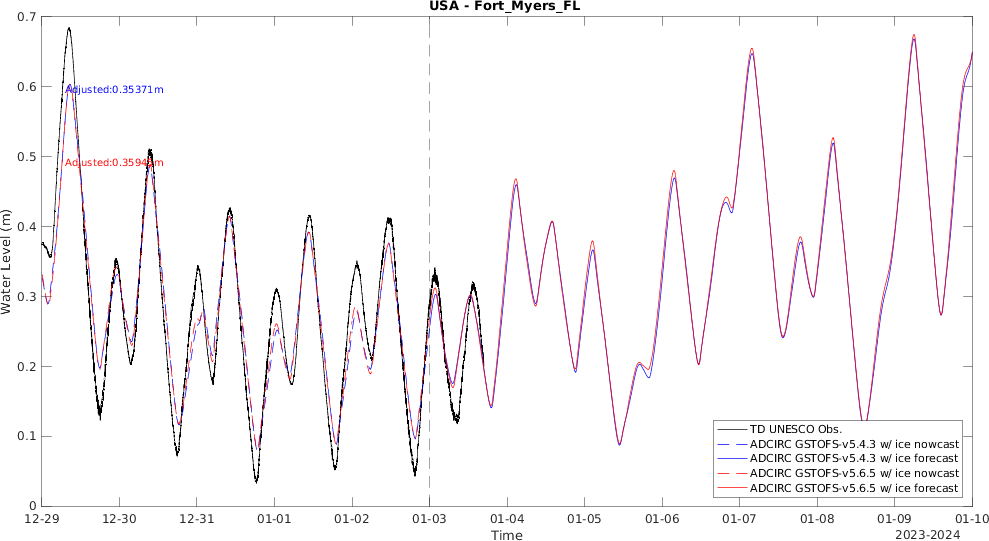 USA - Fort_Myers_FL
0.7
0.6
0.5
0.4
0.3
0.2
0.1
0
Water Level (m)
Adjusted:0.35371m
TD UNESCO Obs.
ADCIRC GSTOFS-v5.4.3 w/ ice nowcast
ADCIRC GSTOFS-v5.4.3 w/ ice forecast
ADCIRC GSTOFS-v5.6.5 w/ ice nowcast
ADCIRC GSTOFS-v5.6.5 w/ ice forecast
12-29 12-30 12-31 01-01 01-02 01-03 01-04 01-05 01-06 01-07 01-08 01-09 01-10
Time
2023-2024